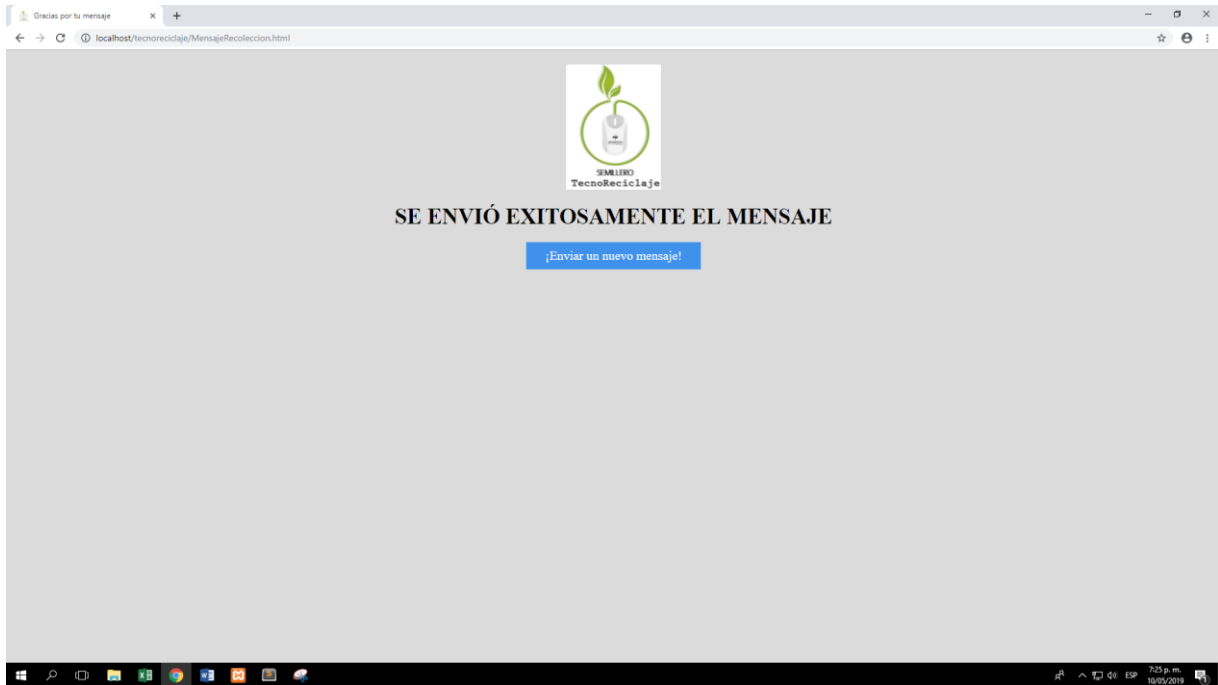 Gracias por tu mensaje
localhost/tecnoreciclaje/MensajeRecoleccion.html
SEMILLERO
TecnoReciclaje
SE ENVIÓ EXITOSAMENTE EL MENSAJE
¡Enviar un nuevo mensaje!
ESP
7:25 p. m.
10/05/2019